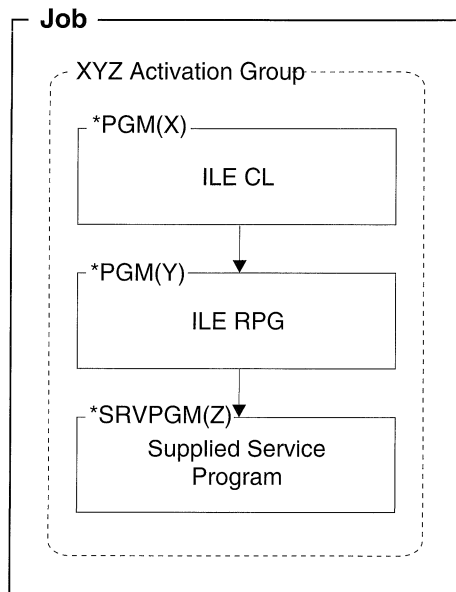 Job
XYZ Activation Group
*PGM(X)
ILE CL
*PGM(Y)
ILE RPG
*SRVPGM(Z)
Supplied Service
Program